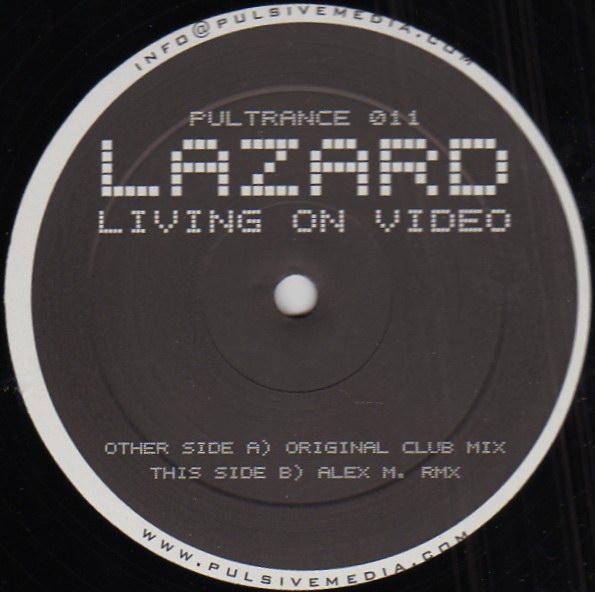 INFO@PULSIVEMEDIA.COM
PULTRANCE 011
LAZARD
LIVING ON VIDEO
OTHER SIDE A) ORIGINAL CLUB MIX
THIS SIDE B) ALEX M. RMX
WWW.PULSIVEMEDIA.COM